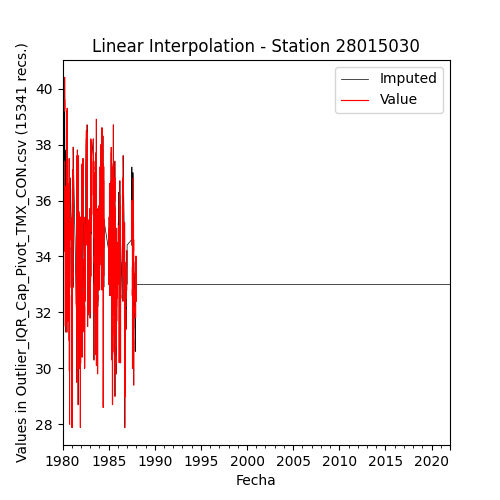 Linear Interpolation - Station 28015030
Imputed
Value
Values in Outlier_IQR_Cap_Pivot_TMX_CON.csv (15341 recs.)
40
38
36
34
32
30
28
1980 1985 1990 1995 2000 2005 2010 2015 2020
Fecha